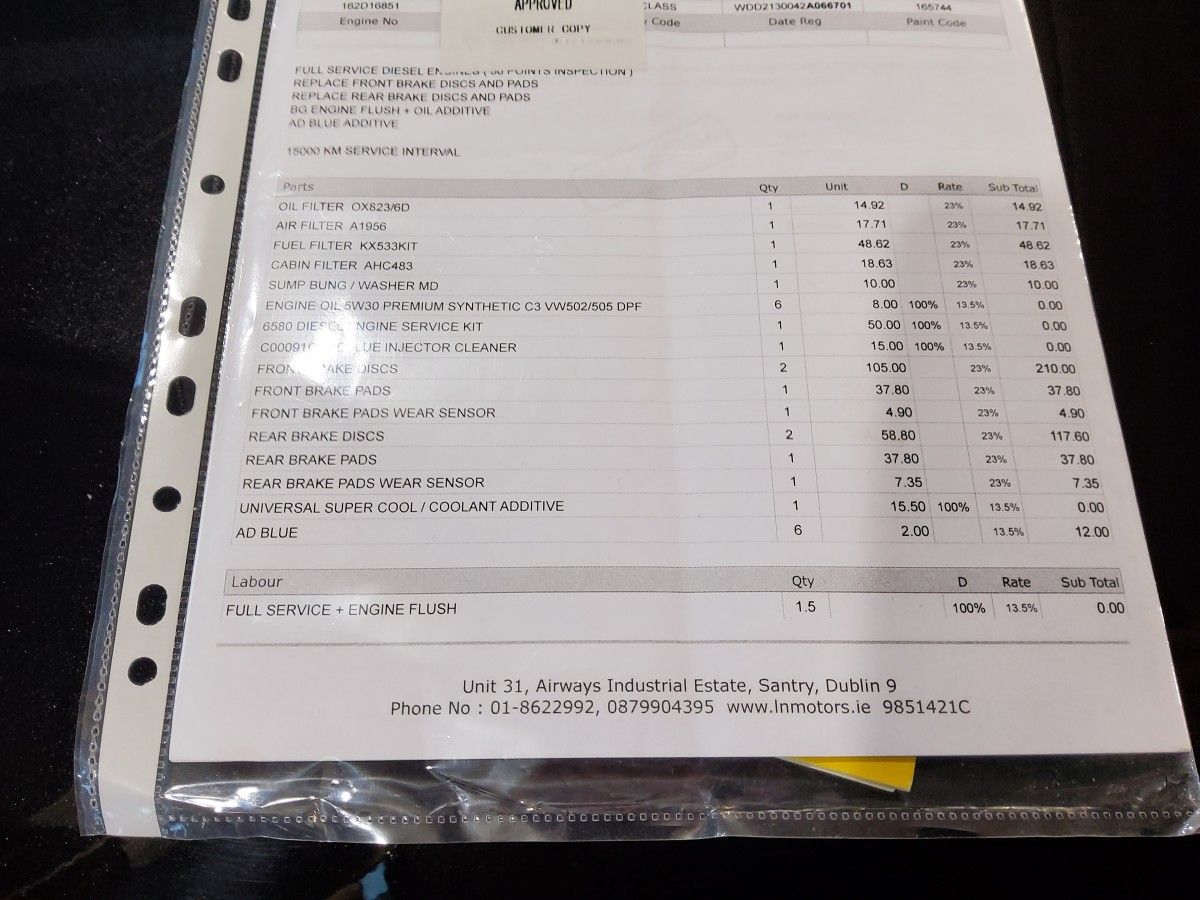 162D16851 CLASS WDD2130042A066701 165744
APPROVED
CUSTOMER COPY
Engine No Code Date Reg Paint Code
FULL SERVICE DIESEL ENGINES ( POINTS INSPECTION )
REPLACE FRONT BRAKE DISCS AND PADS
REPLACE REAR BRAKE DISCS AND PADS
BG ENGINE FLUSH + OIL ADDITIVE
AD BLUE ADDITIVE
15000 KM SERVICE INTERVAL
Parts Qty Unit D Rate Sub Total
OIL FILTER OX823/6D 1 14.92 23% 14.92
AIR FILTER A1956 1 17.71 23% 17.71
FUEL FILTER KX533KIT 1 48.62 23% 48.62
CABIN FILTER AHC483 1 18.63 23% 18.63
SUMP BUNG / WASHER MD 1 10.00 23% 10.00
ENGINE OIL 5W30 PREMIUM SYNTHETIC C3 VW502/505 DPF 6 8.00 100% 13.5% 0.00
6580 DIESEL ENGINE SERVICE KIT 1 50.00 100% 13.5% 0.00
BLUE INJECTOR CLEANER 1 15.00 100% 13.5% 0.00
FRONT BRAKE DISCS 2 105.00 23% 210.00
FRONT BRAKE PADS 1 37.80 23% 37.80
FRONT BRAKE PADS WEAR SENSOR 1 4.90 23% 4.90
REAR BRAKE DISCS 2 58.80 23% 117.60
REAR BRAKE PADS 1 37.80 23% 37.80
REAR BRAKE PADS WEAR SENSOR 1 7.35 23% 7.35
UNIVERSAL SUPER COOL / COOLANT ADDITIVE 1 15.50 100% 13.5% 0.00
AD BLUE 6 2.00 13.5% 12.00
Labour Qty D Rate Sub Total
FULL SERVICE + ENGINE FLUSH 1.5 100% 13.5% 0.00
Unit 31, Airways Industrial Estate, Santry, Dublin 9
Phone No : 01-8622992, 0879904395 www.lnmotors.ie 9851421C